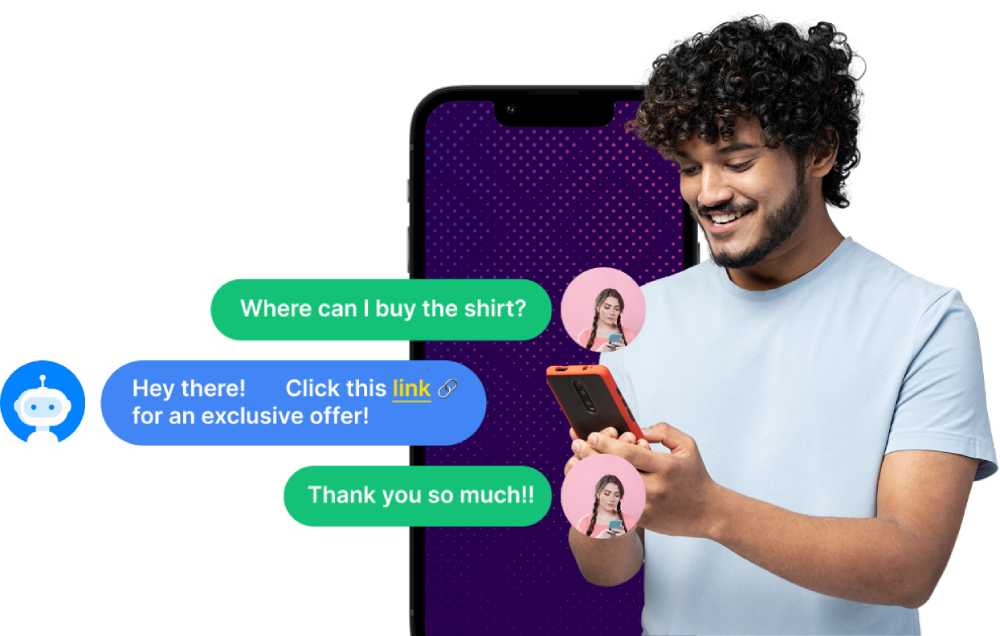 Where can I buy the shirt?
Hey there! Click this link
for an exclusive offer!
Thank you so much!!